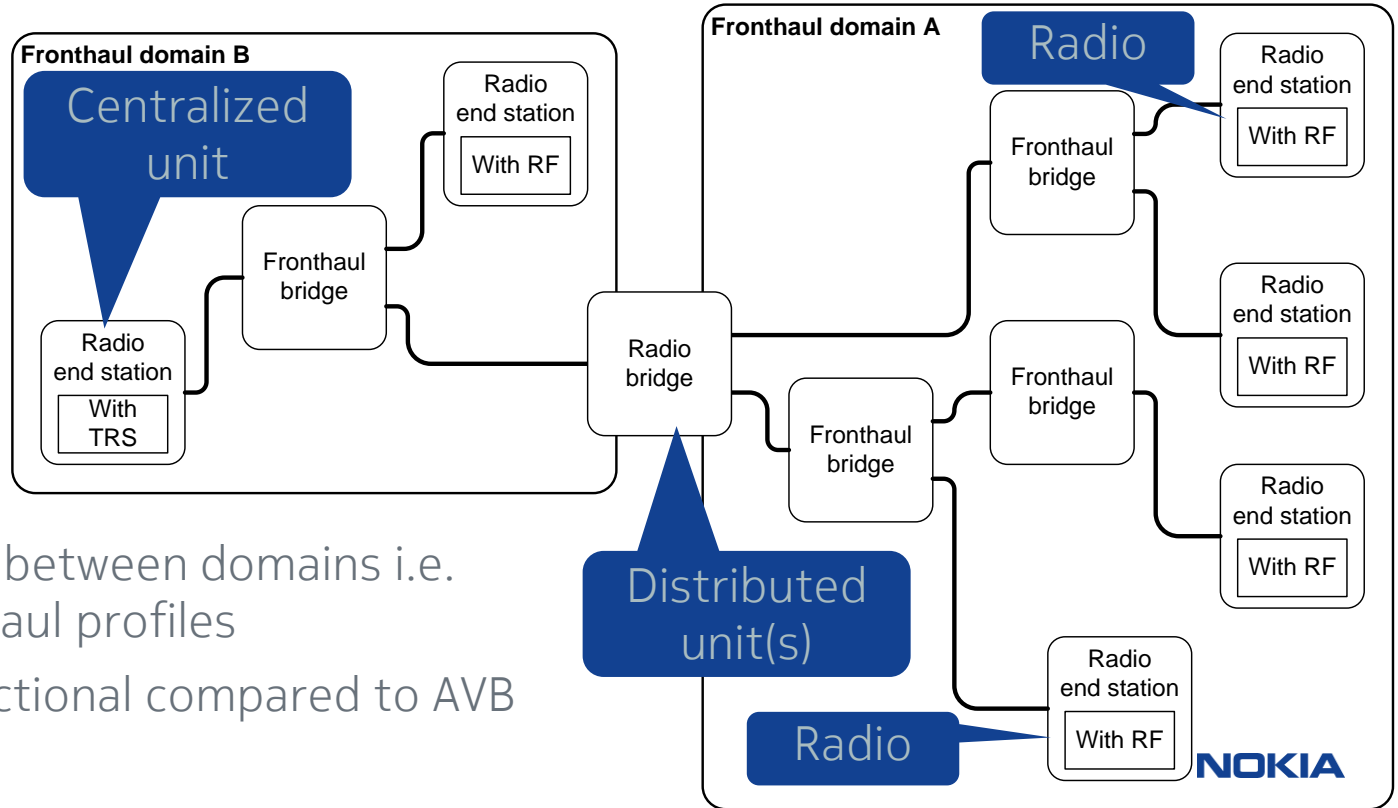 Fronthaul domain B
Centralized
unit
Radio
end station
With RF
Fronthaul
bridge
Radio
end station
With
TRS
Radio
bridge
Distributed
unit(s)
Fronthaul domain A
Radio
Radio
end station
With RF
Fronthaul
bridge
Radio
end station
With RF
Fronthaul
bridge
Fronthaul
bridge
Radio
end station
With RF
Radio
end station
With RF
Radio
between domains i.e.
aul profiles
ctional compared to AVB
NOKIA